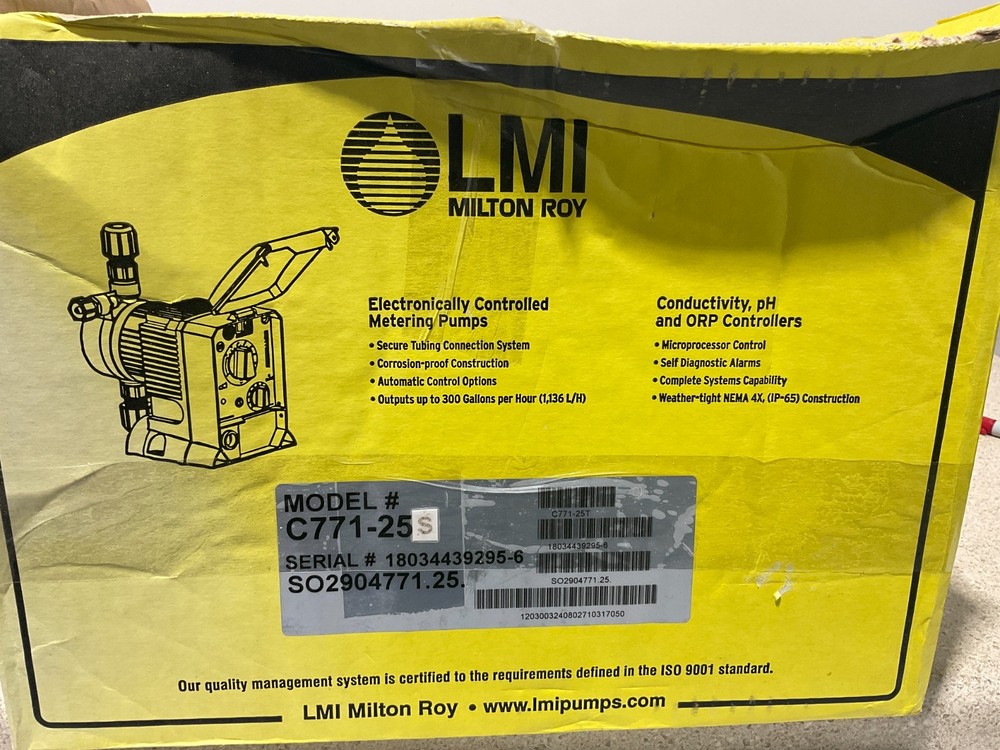 LMI
MILTON ROY
Electronically Controlled
Metering Pumps
• Secure Tubing Connection System
• Corrosion-proof Construction
• Automatic Control Options
• Outputs up to 300 Gallons per Hour (1,136 L/H)
Conductivity, pH
and ORP Controllers
• Microprocessor Control
• Self Diagnostic Alarms
• Complete Systems Capability
• Weather-tight NEMA 4X, (IP-65) Construction
MODEL #
C771-25S
SERIAL # 18034439295-6
SO2904771.25.
C771-25T
18034439295-6
SO2904771.25.
1203003240802710317050
Our quality management system is certified to the requirements defined in the ISO 9001 standard.
LMI Milton Roy • www.lmipumps.com